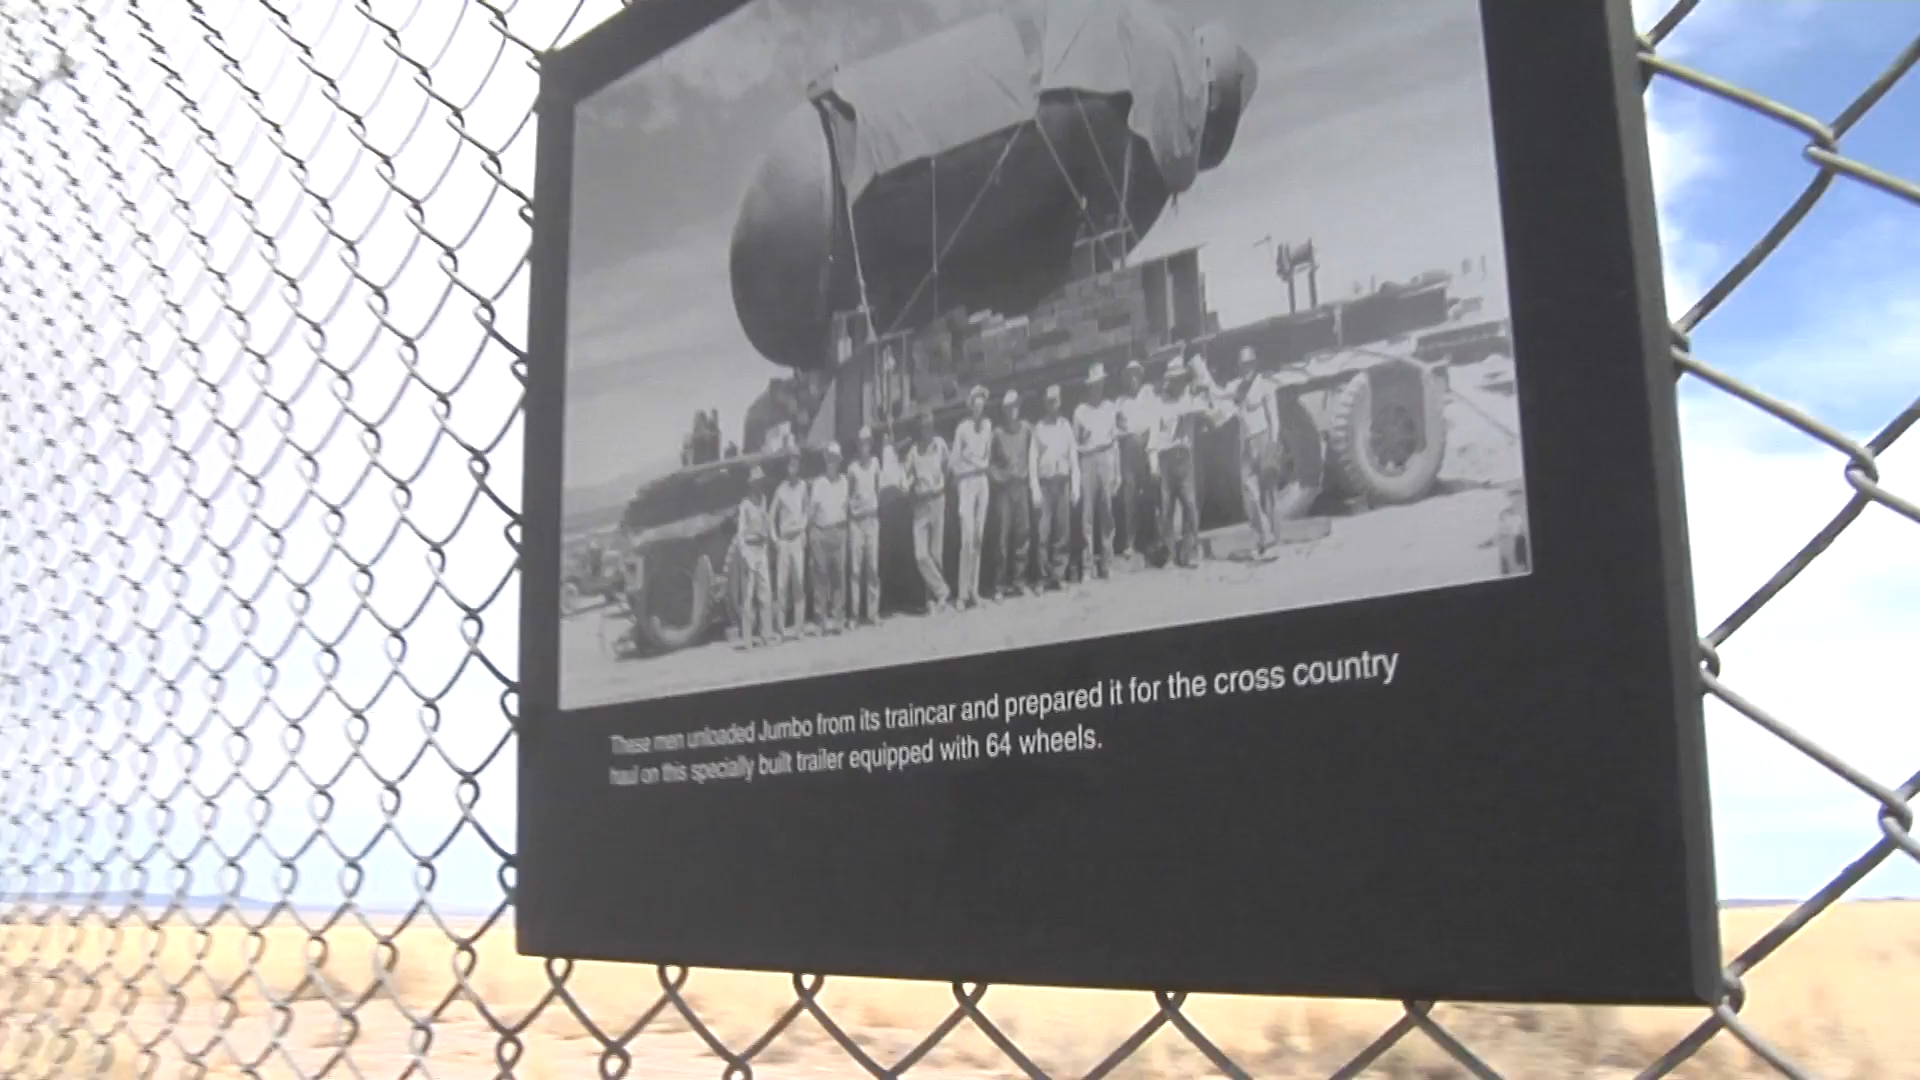 These men unloaded Jumbo from its traincar and prepared it for the cross country
haul on this specially built trailer equipped with 64 wheels.